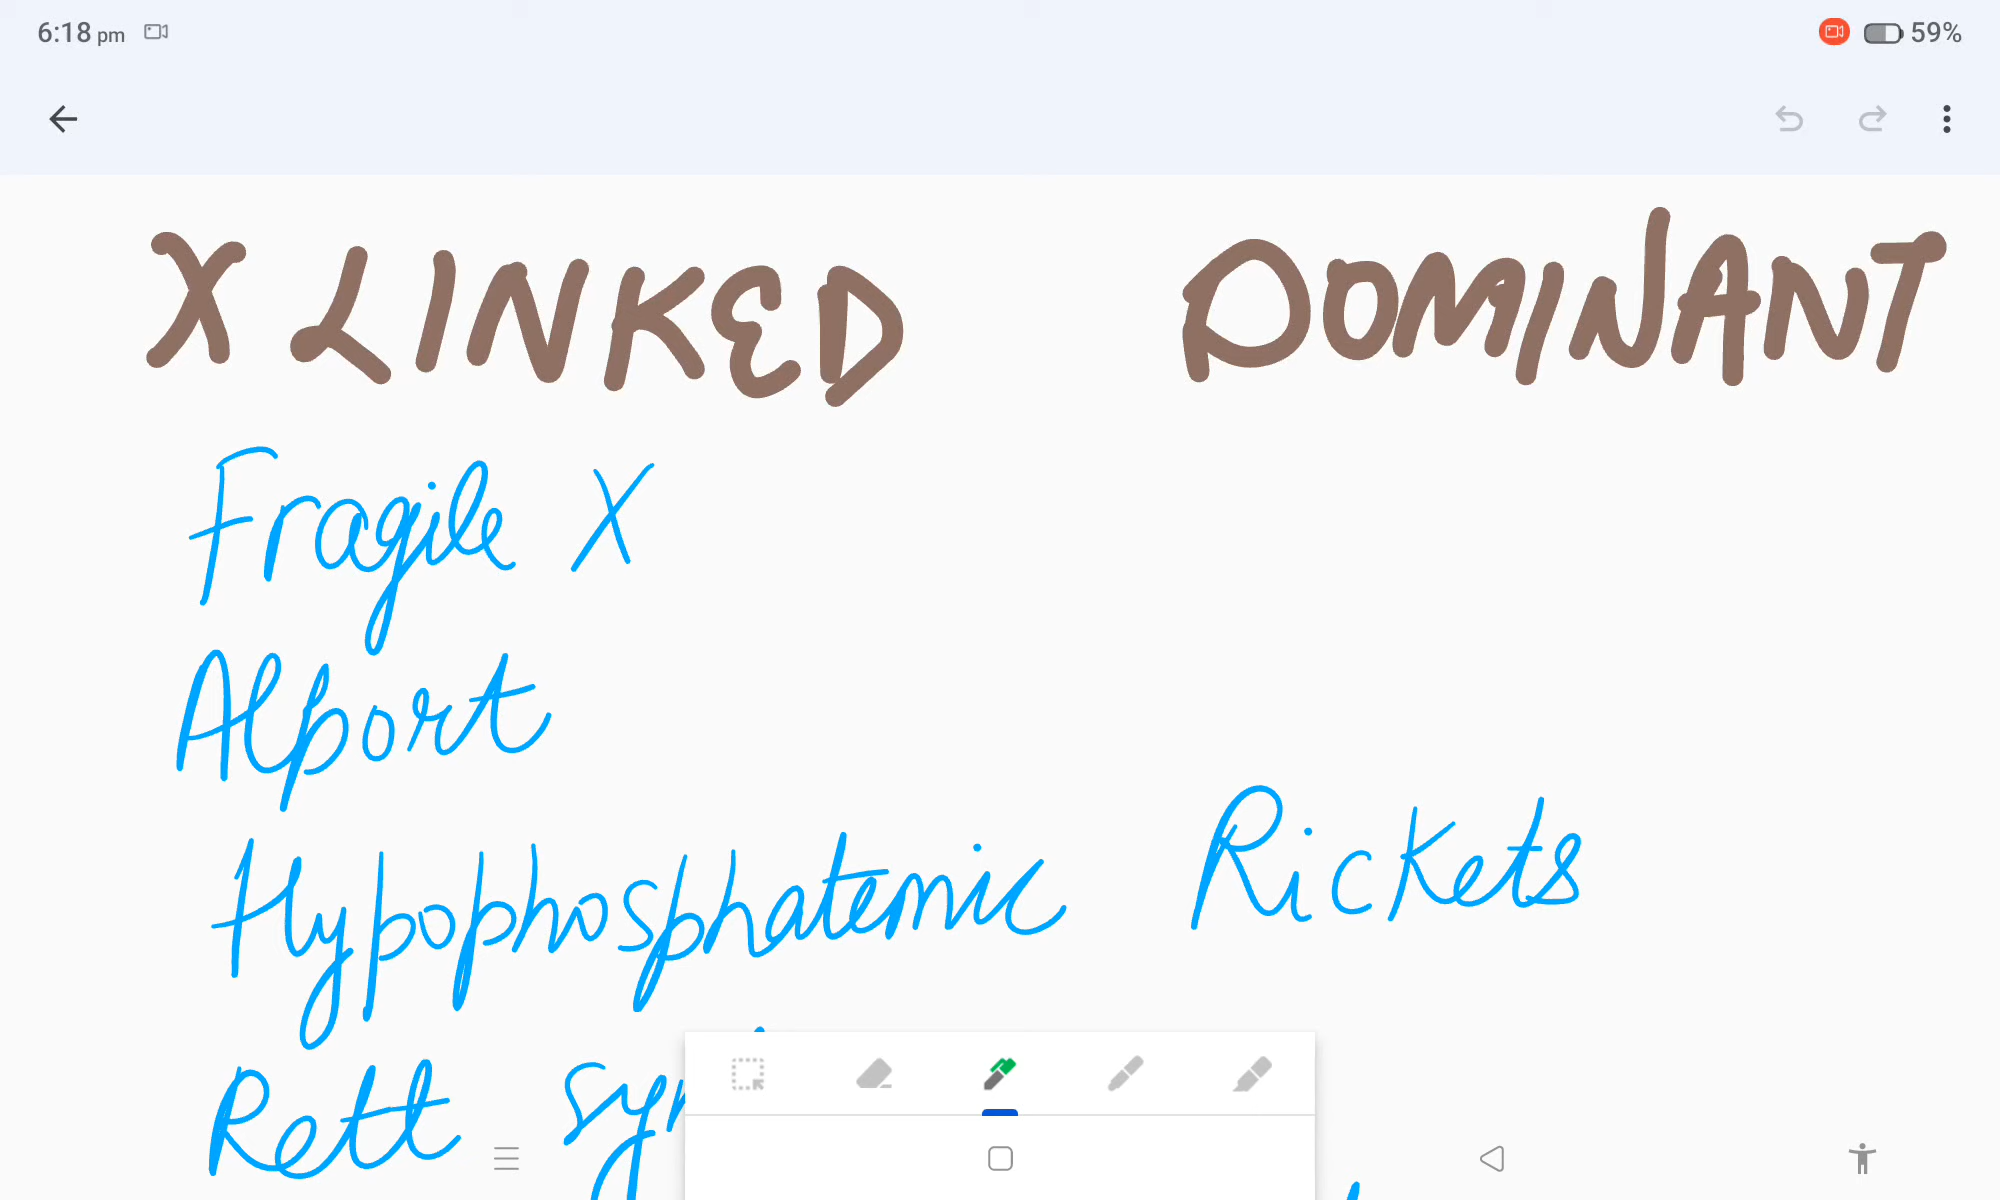 6:18 pm 59%
X LINKED DOMINANT
Fragile X
Alport
Hypophosphatemic Rickets
Rett